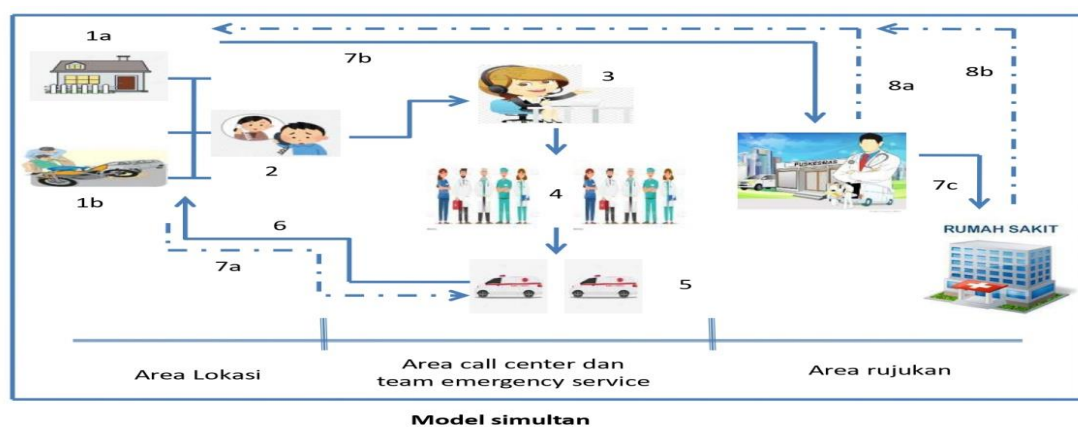 1a
7b
3
8b
8a
2
1b
4
PUSKESMAS
7c
6
7a
RUMAH SAKIT
5
Area Lokasi
Area call center dan
team emergency service
Area rujukan
Model simultan